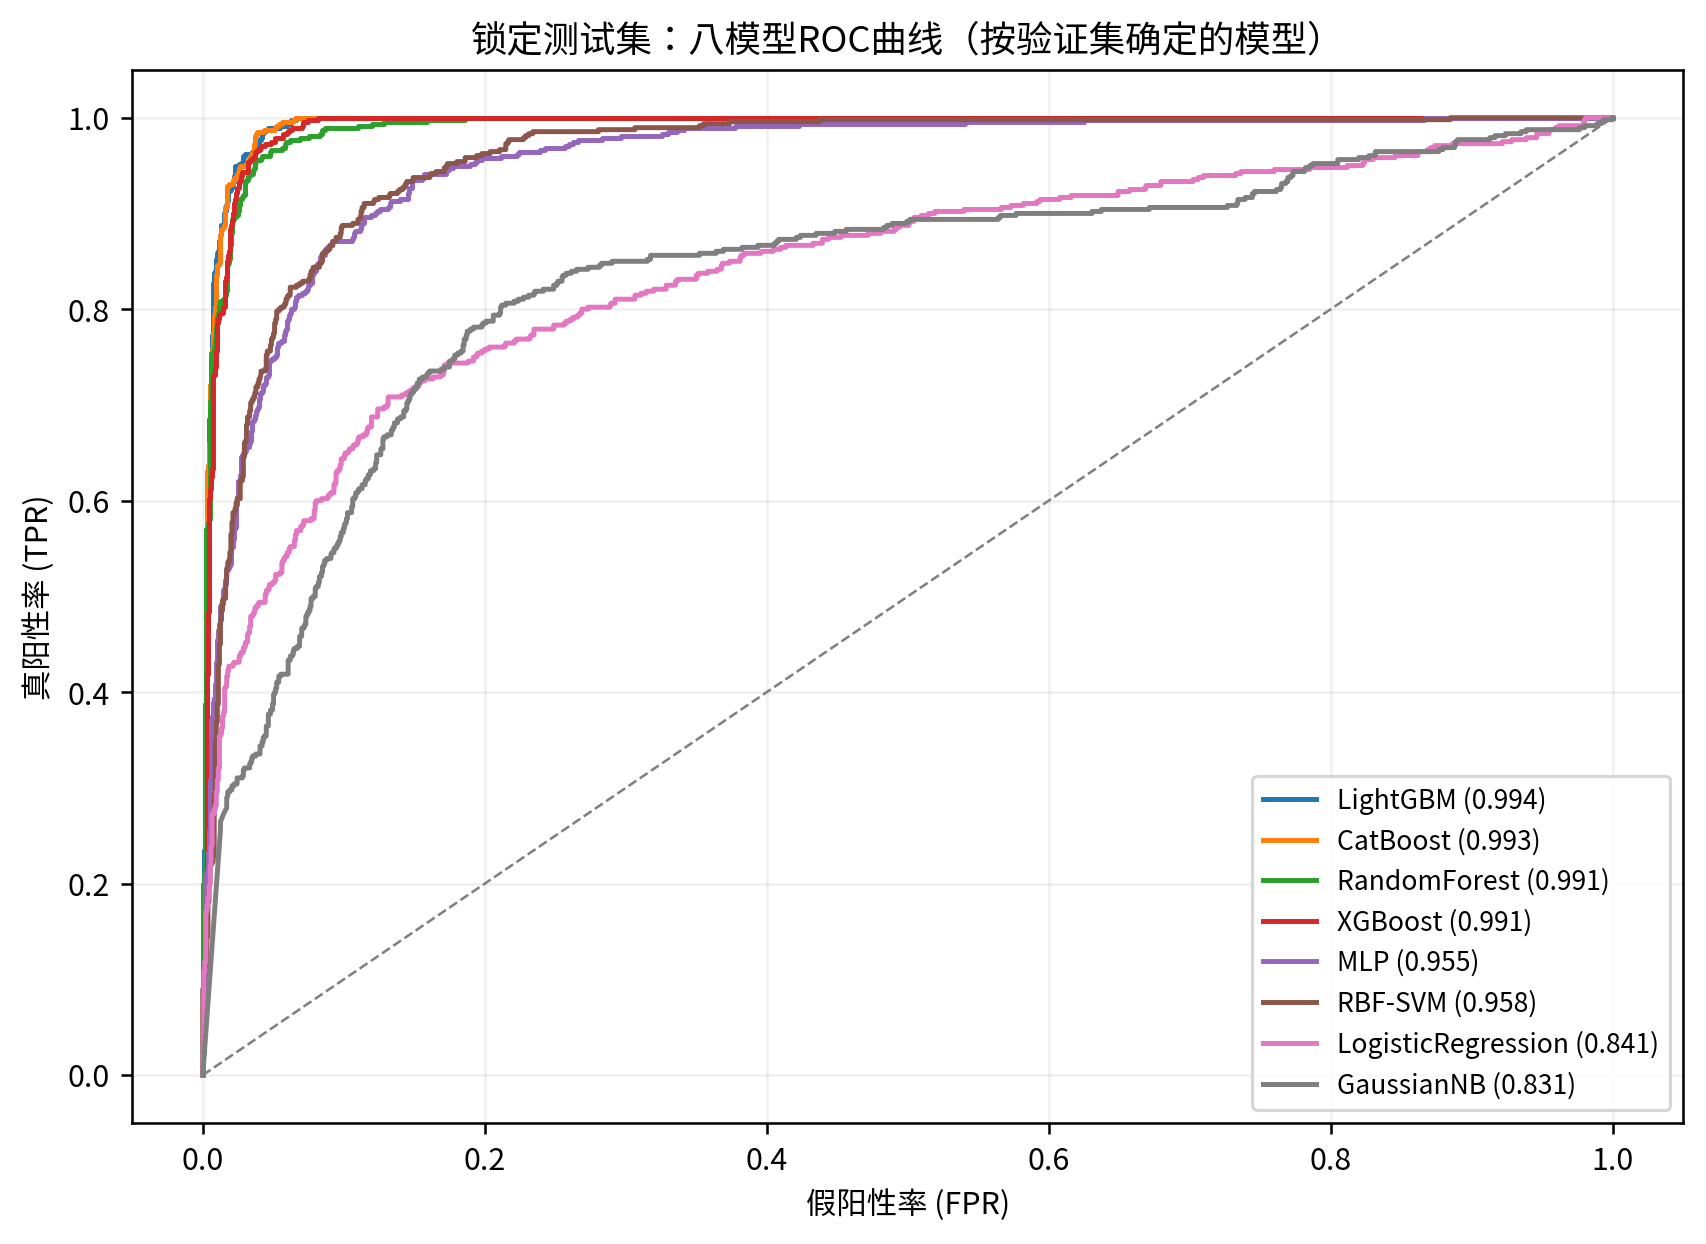 锁定测试集：八模型ROC曲线（按验证集确定的模型）
真阳性率 (TPR)
1.0
0.8
0.6
0.4
0.2
0.0
LightGBM (0.994)
CatBoost (0.993)
RandomForest (0.991)
XGBoost (0.991)
MLP (0.955)
RBF-SVM (0.958)
LogisticRegression (0.841)
GaussianNB (0.831)
0.0 0.2 0.4 0.6 0.8 1.0
假阳性率 (FPR)